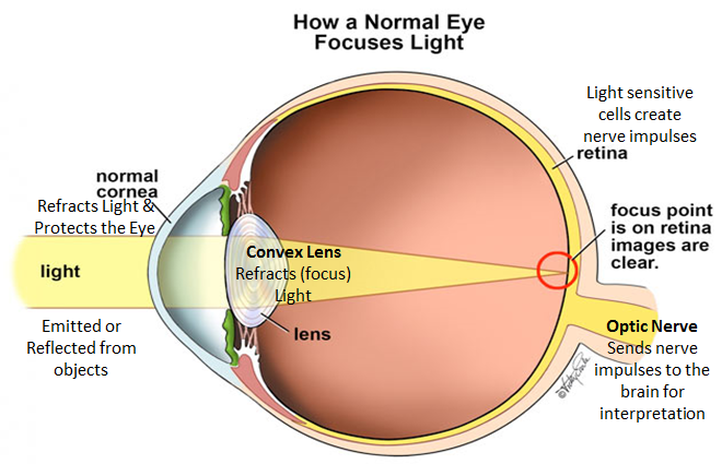 How a Normal Eye
Focuses Light
Light sensitive
cells create
nerve impulses
retina
normal
cornea
Refracts Light &
Protects the Eye
focus point
is on retina
images are
clear.
light
Convex Lens
Refracts (focus)
Light
lens
Emitted or
Reflected from
objects
Optic Nerve
Sends nerve
impulses to the
brain for
interpretation